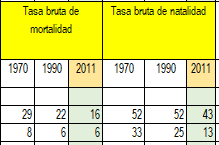 Tasa bruta de mortalidad Tasa bruta de natalidad
1970 1990 2011 1970 1990 2011
29 22 16 52 52 43
8 6 6 33 25 13